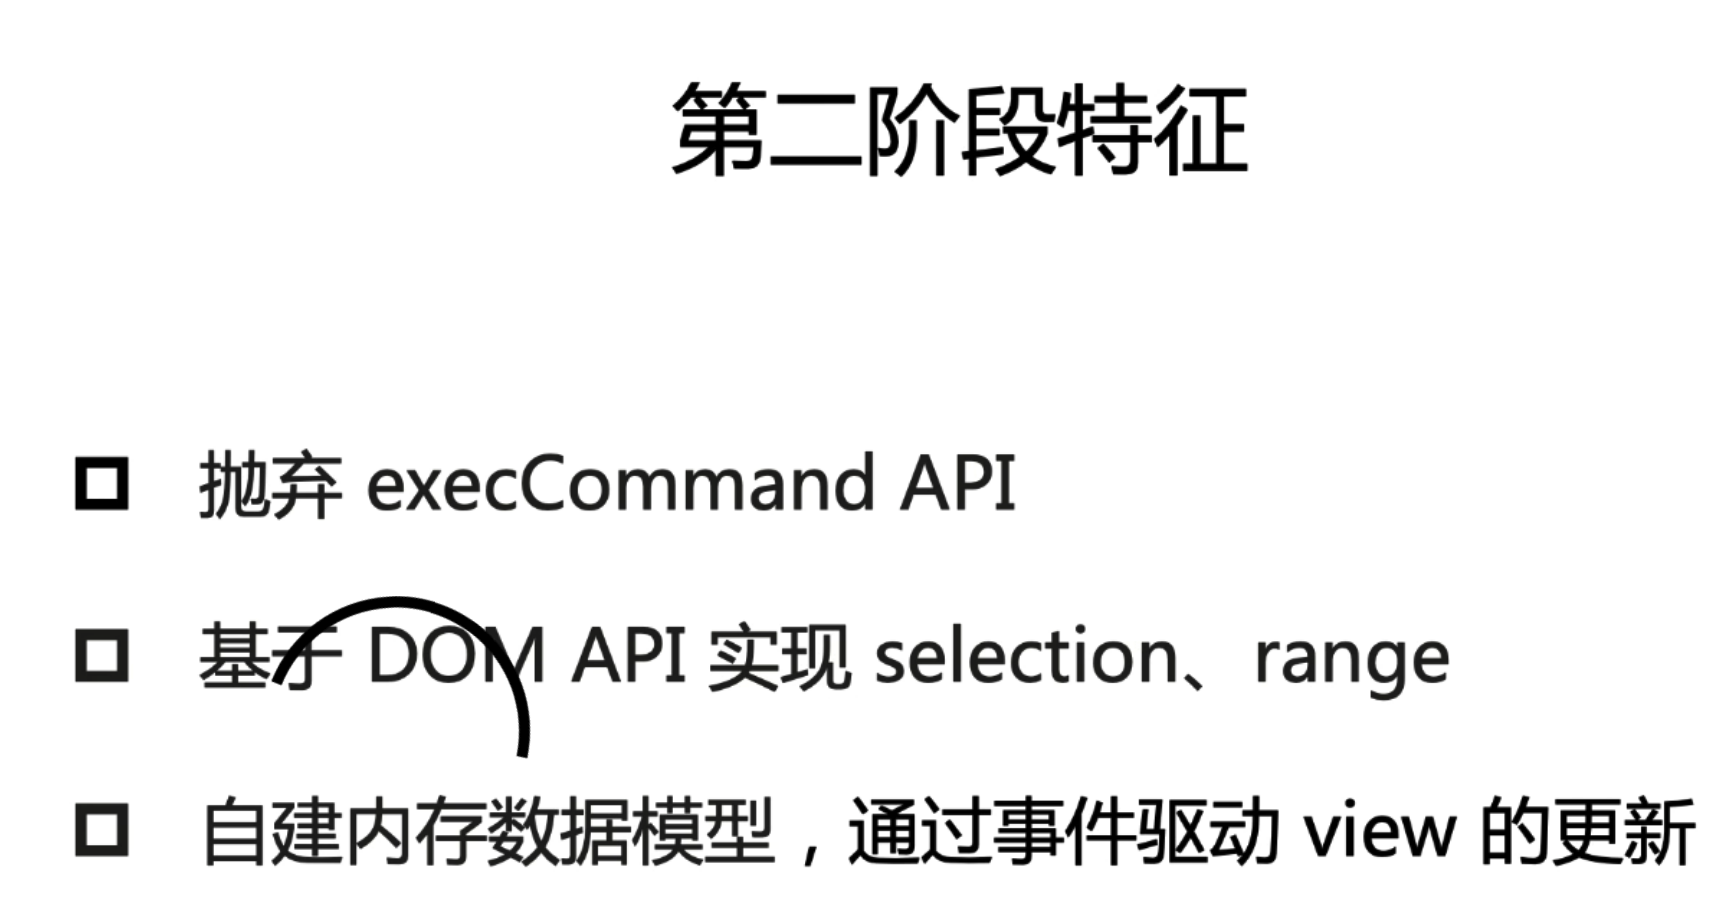 第二阶段特征
抛弃 execCommand API
基于 DOM API 实现 selection、range
自建内存数据模型，通过事件驱动 view 的更新